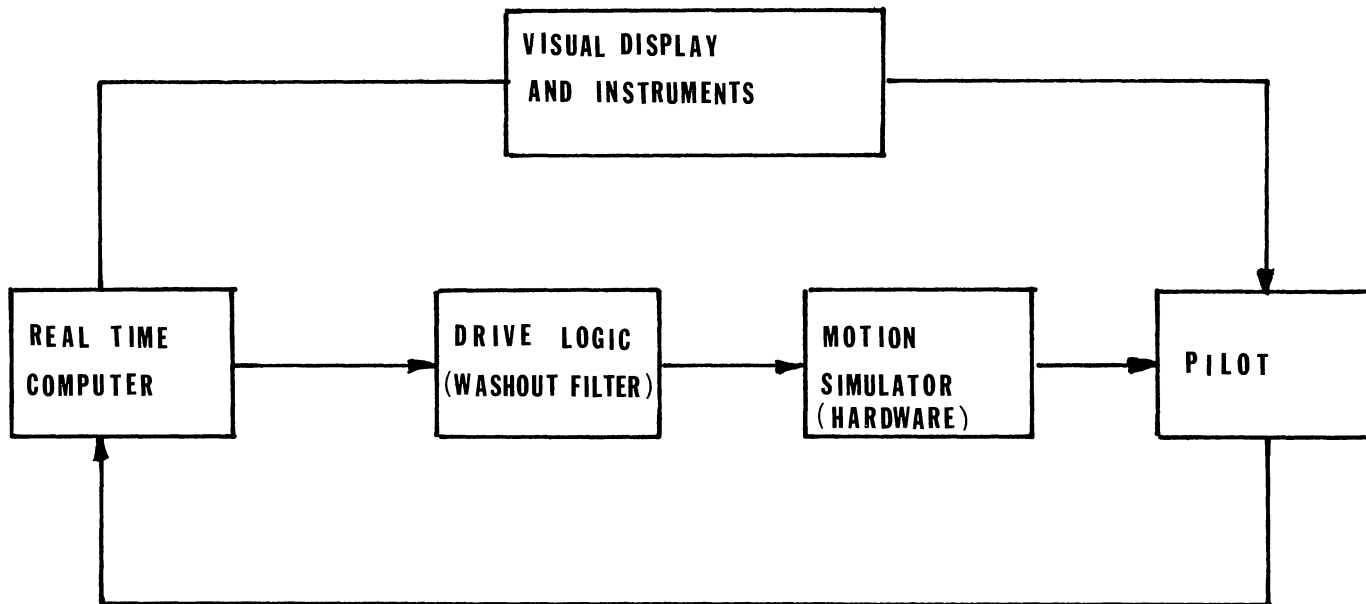 VISUAL DISPLAY
AND INSTRUMENTS
REAL TIME
COMPUTER
DRIVE LOGIC
(WASHOUT FILTER)
MOTION
SIMULATOR
(HARDWARE)
PILOT